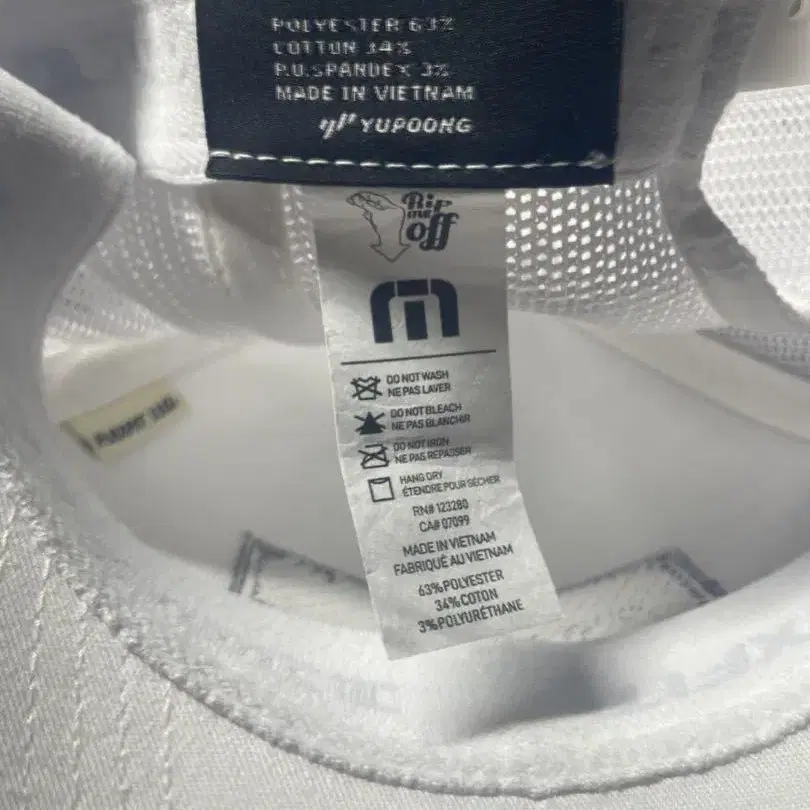 POLYESTER 63%
COTTON 34%
P.U.SPANDEX 3%
MADE IN VIETNAM
YUPOONG
Rip
me
off
DO NOT WASH
NE PAS LAVER
DO NOT BLEACH
NE PAS BLANCHIR
DO NOT IRON
NE PAS REPASSER
HANG DRY
ÉTENDRE POUR SÉCHER
RN# 123280
CA# 07099
MADE IN VIETNAM
FABRIQUÉ AU VIETNAM
63% POLYESTER
34% COTON
3% POLYURÉTHANE